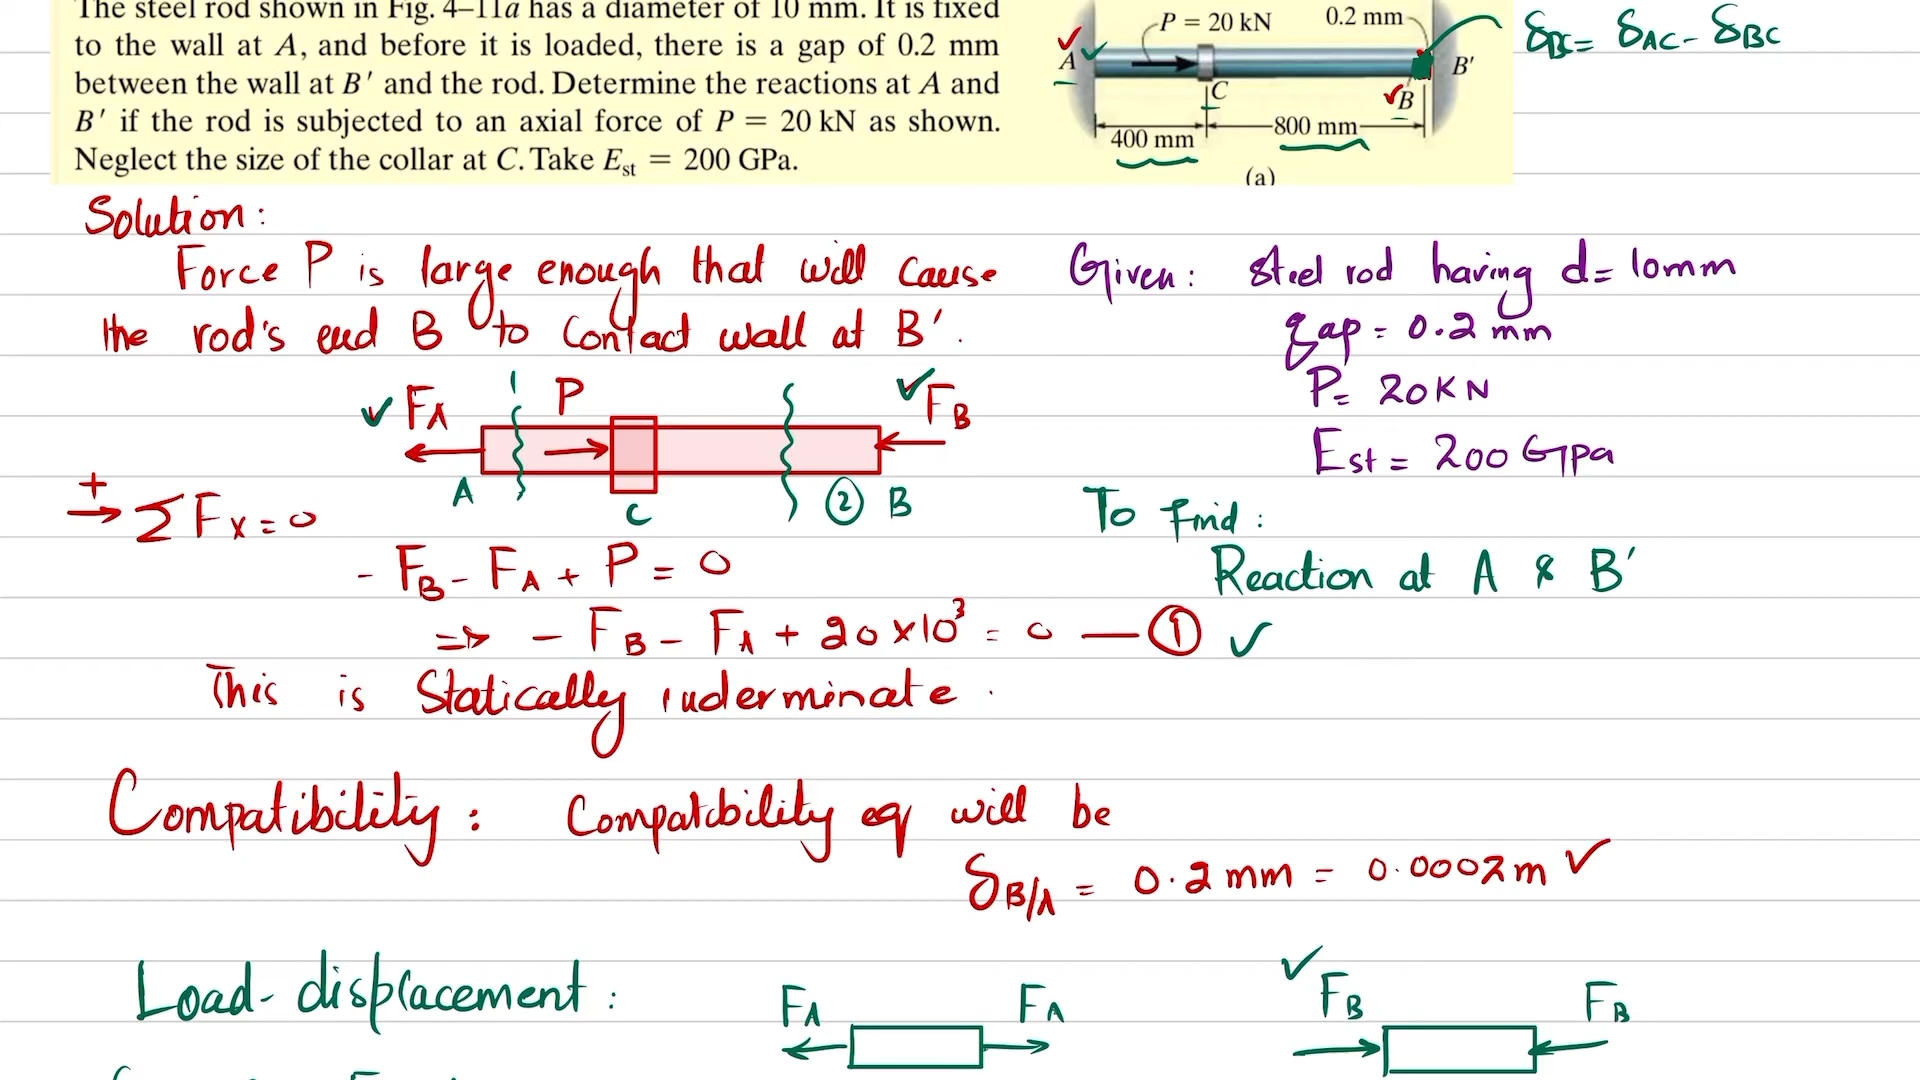 The steel rod shown in Fig. 4–11a has a diameter of 10 mm. It is fixed
to the wall at A, and before it is loaded, there is a gap of 0.2 mm
between the wall at B′ and the rod. Determine the reactions at A and
B′ if the rod is subjected to an axial force of P = 20 kN as shown.
Neglect the size of the collar at C. Take Est = 200 GPa.
P = 20 kN 0.2 mm
A B′
C B
400 mm 800 mm
(a)
δBC = δAC - δBC
Solution:
Force P is large enough that will cause
the rod's end B to contact wall at B'.
Given: steel rod having d= 10mm
gap = 0.2 mm
P= 20KN
Est = 200 GPa
To find:
Reaction at A & B'
FA P FB
A C ② B
+
→ ΣFx = 0
- FB - FA + P = 0
=> - FB - FA + 20×10³ = 0 — ①
This is Statically inderminate.
Compatibility: Compatibility eq will be
δB/A = 0.2 mm = 0.0002m
Load-displacement:
FA FA FB FB